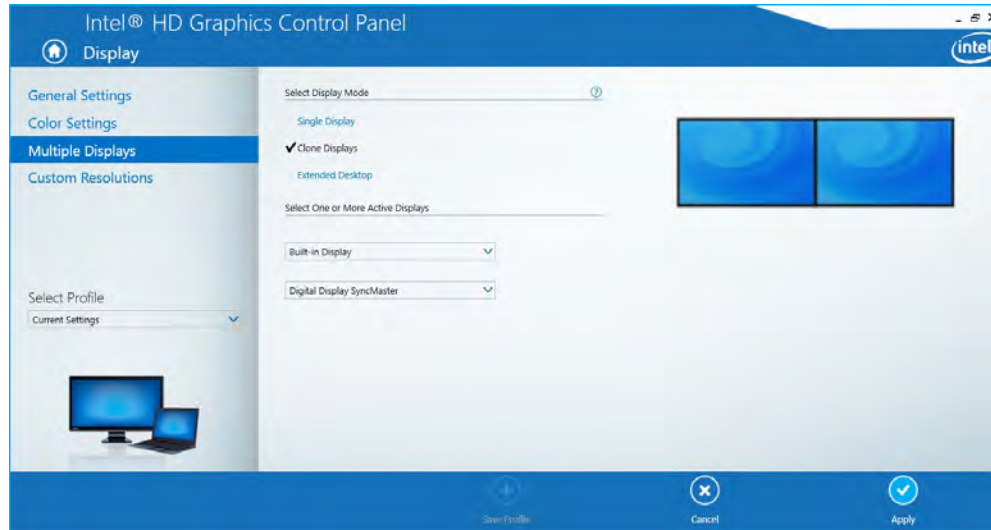 Intel® HD Graphics Control Panel
Display
intel
General Settings
Color Settings
Multiple Displays
Custom Resolutions
Select Profile
Current Settings
Select Display Mode
Single Display
Clone Displays
Extended Desktop
Select One or More Active Displays
Built-in Display
Digital Display SyncMaster
Save Profile
Cancel
Apply